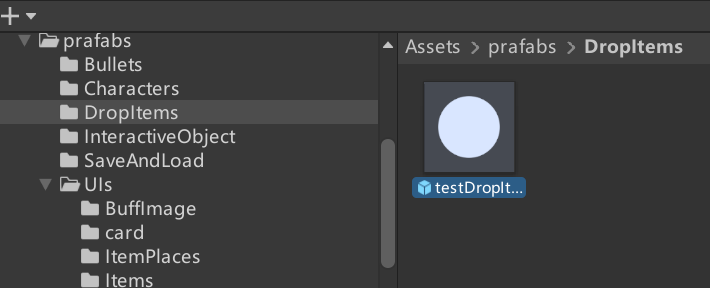 prafabs
Bullets
Characters
DropItems
InteractiveObject
SaveAndLoad
UIs
BuffImage
card
ItemPlaces
Items
Assets > prafabs > DropItems
testDropIt...